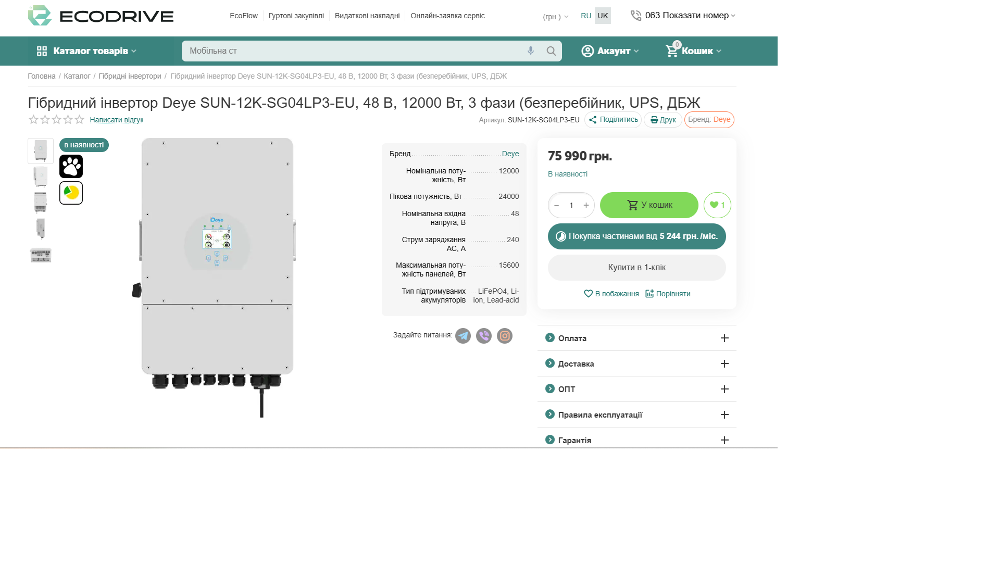 ECODRIVE
EcoFlow
Гуртові закупівлі
Видаткові накладні
Онлайн-заявка сервіс
(грн.)
RU
UK
063 Показати номер
Каталог товарів
Мобільна ст
Акаунт
0
Кошик
Головна / Каталог / Гібридні інвертори / Гібридний інвертор Deye SUN-12K-SG04LP3-EU, 48 В, 12000 Вт, 3 фази (безперебійник, UPS, ДБЖ
Гібридний інвертор Deye SUN-12K-SG04LP3-EU, 48 В, 12000 Вт, 3 фази (безперебійник, UPS, ДБЖ
Написати відгук
Артикул: SUN-12K-SG04LP3-EU
Поділитись
Друк
Бренд: Deye
в наявності
Deye
Бренд Deye
Номінальна поту- 12000
жність, Вт
Пікова потужність, Вт 24000
Номінальна вхідна 48
напруга, В
Струм заряджання 240
AC, А
Максимальная поту- 15600
жність панелей, Вт
Тип підтримуваних LiFePO4, Li-
акумуляторів ion, Lead-acid
Задайте питання:
75 990 грн.
В наявності
– 1 +
У кошик
1
Покупка частинами від 5 244 грн. /міс.
Купити в 1-клік
В побажання
Порівняти
Оплата
Доставка
ОПТ
Правила експлуатації
Гарантія